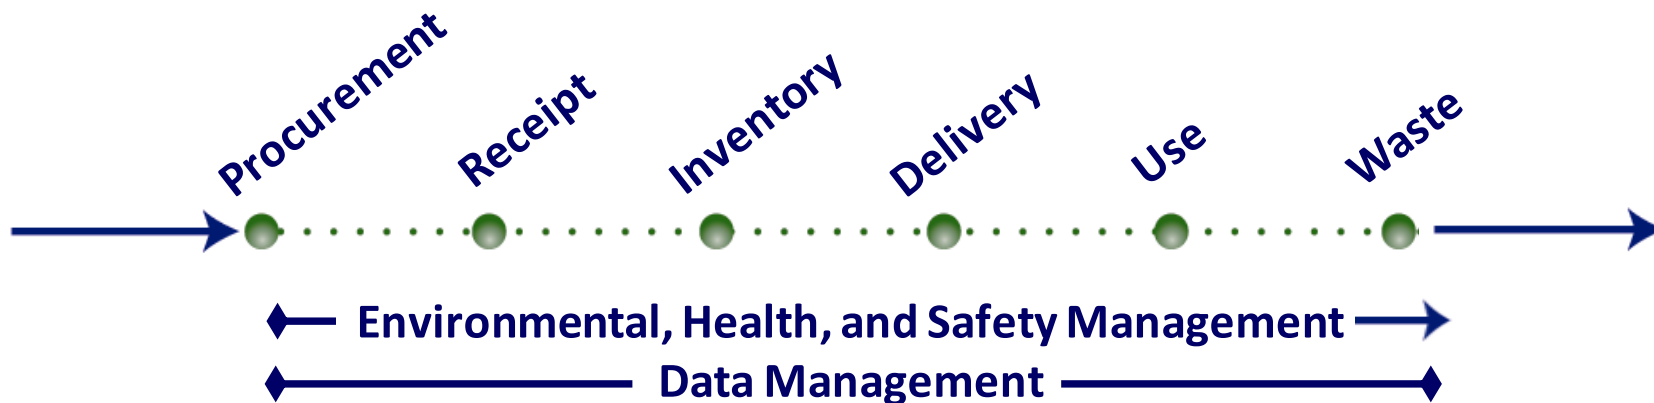 Procurement
Receipt
Inventory
Delivery
Use
Waste
Environmental, Health, and Safety Management
Data Management